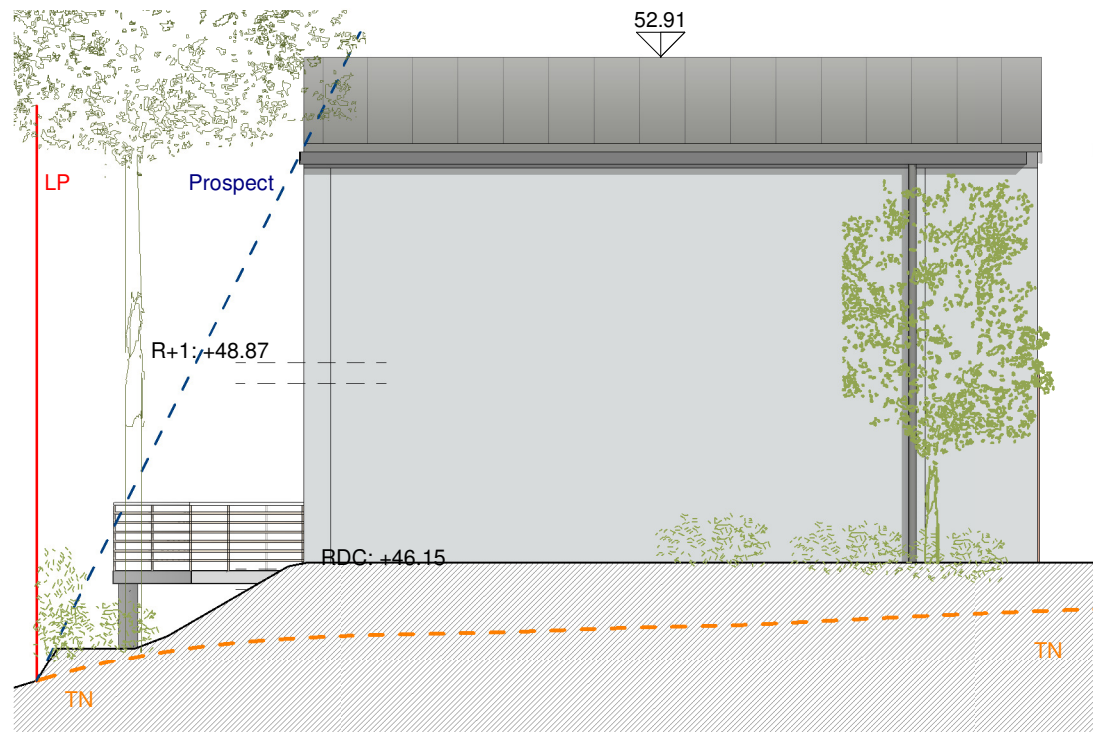 52.91
LP
Prospect
R+1: +48.87
RDC: +46.15
TN
TN